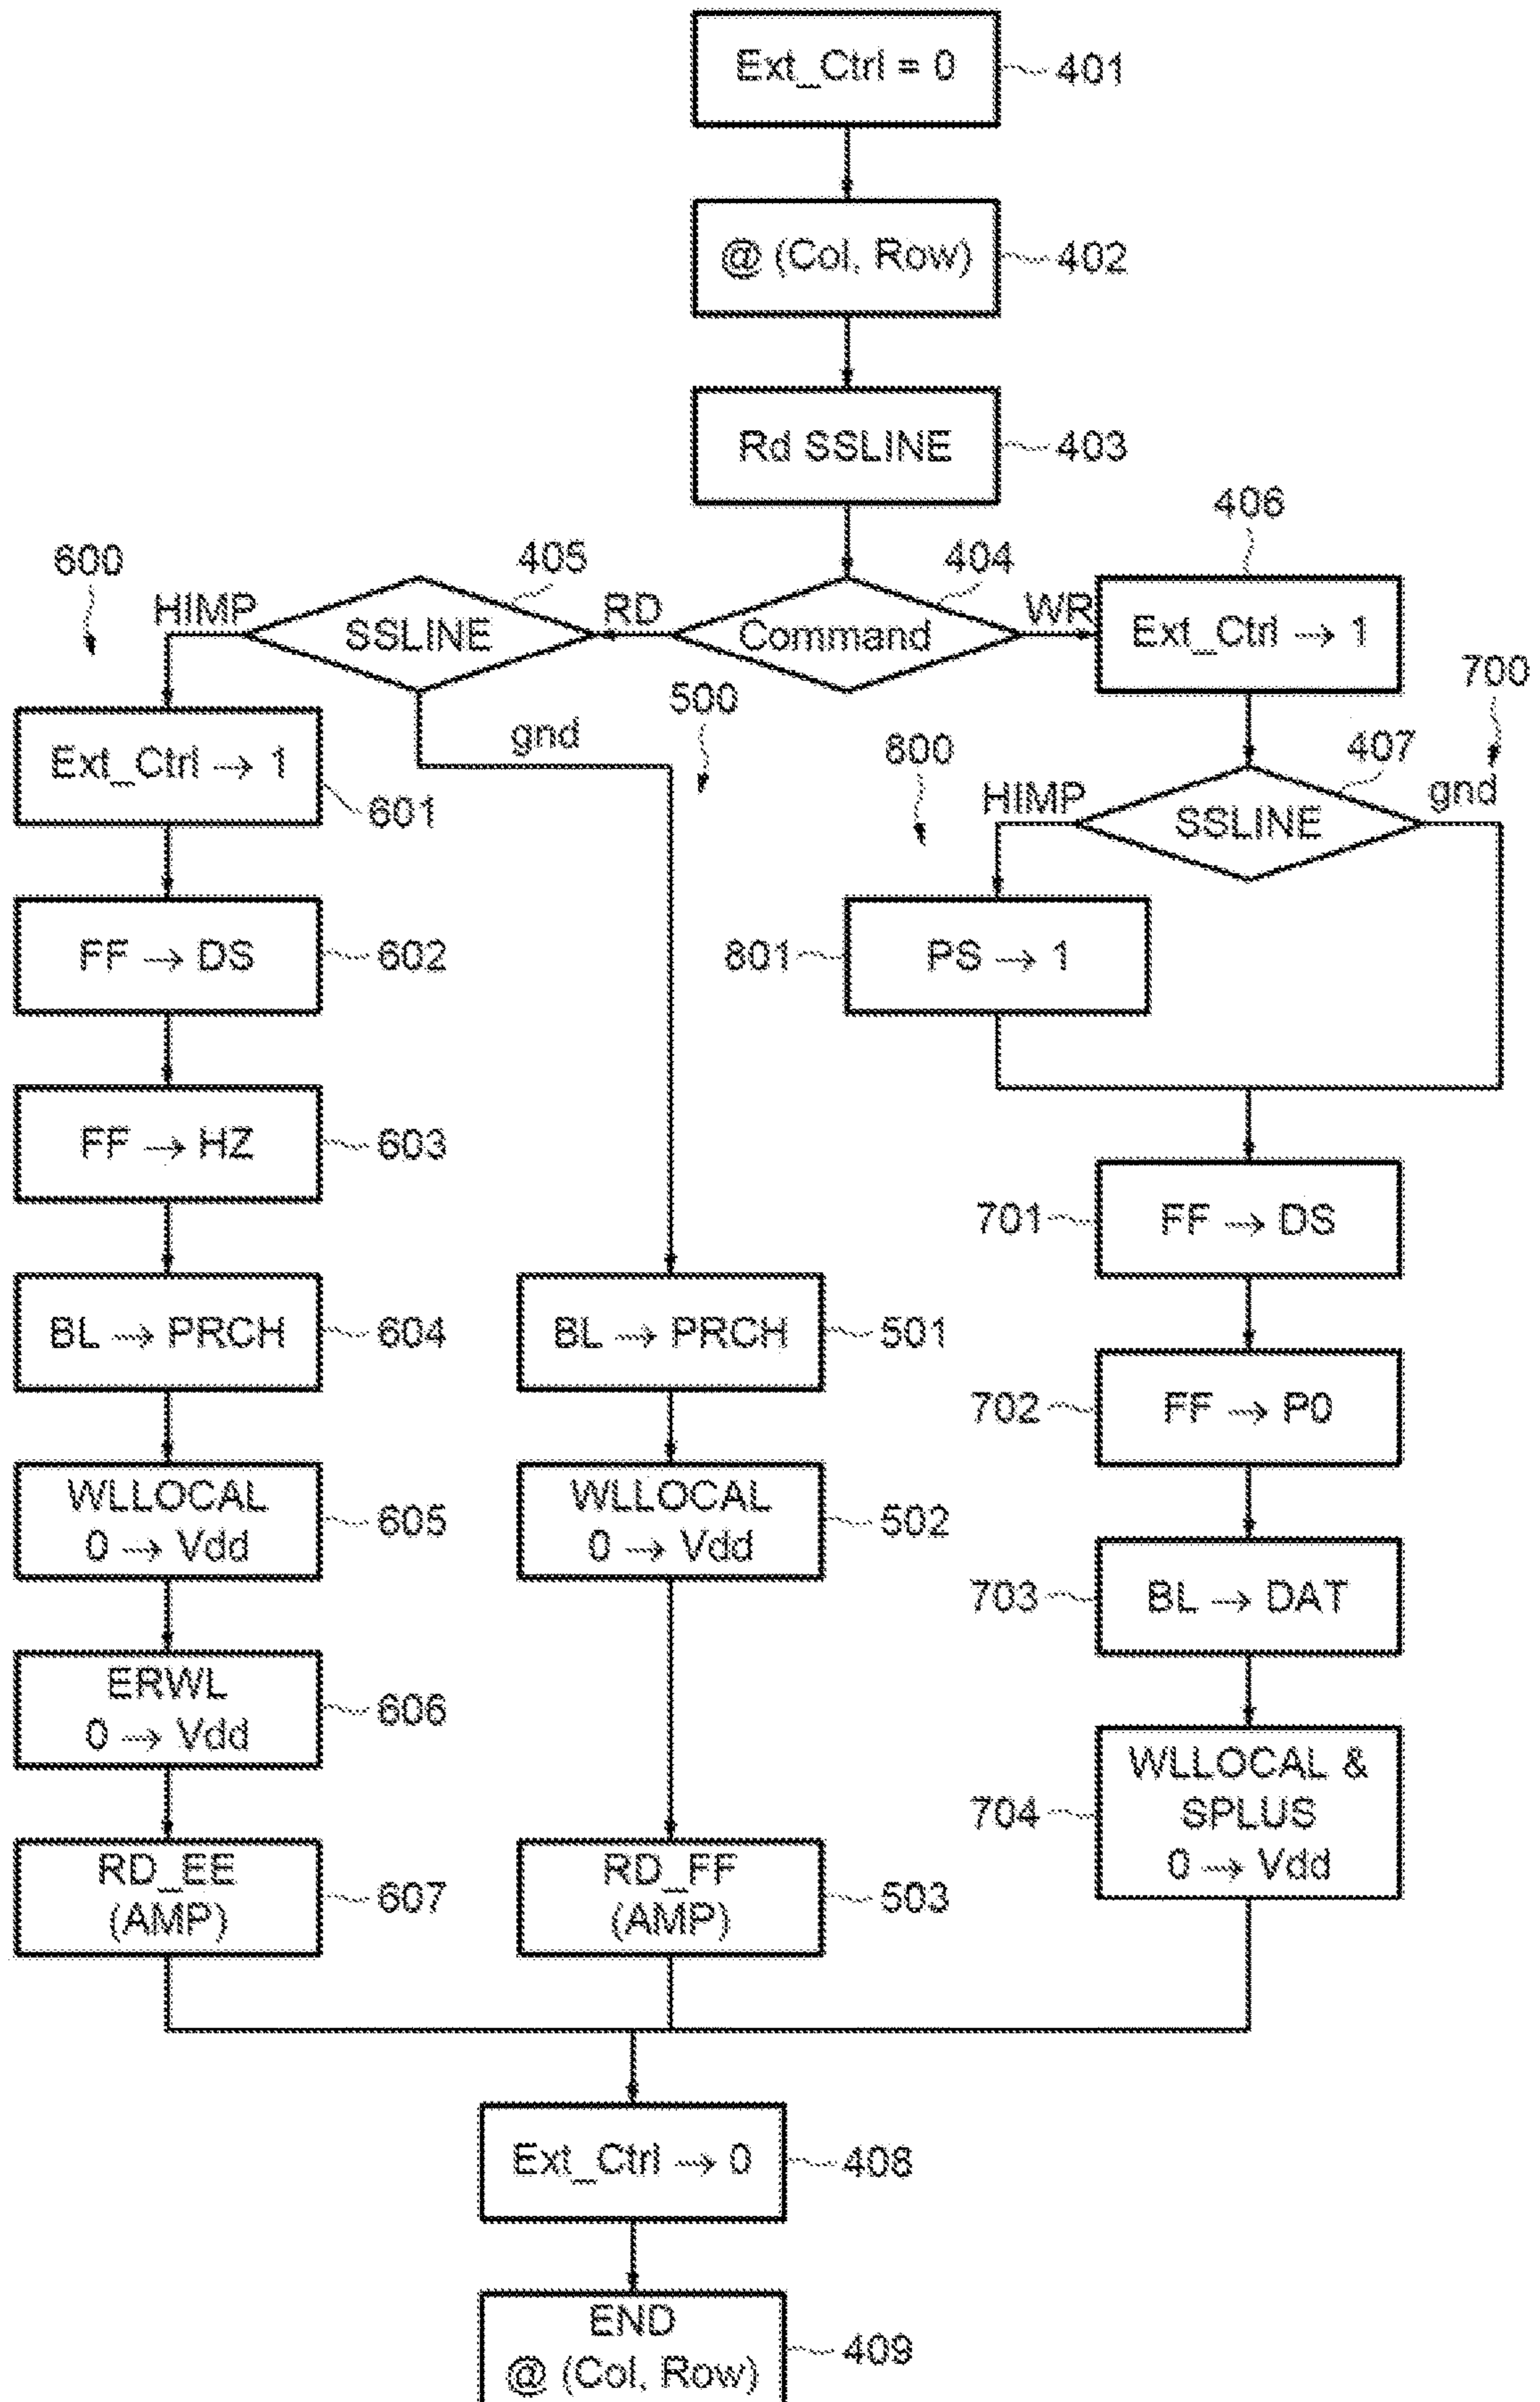 Ext_Ctrl = 0
401
@ (Col, Row)
402
Rd SSLINE
403
406
405
404
600
HIMP
SSLINE
RD
Command
WR
Ext_Ctrl → 1
700
500
407
gnd
800
Ext_Ctrl → 1
601
HIMP
SSLINE
gnd
FF → DS
602
801
PS → 1
FF → HZ
603
701
FF → DS
BL → PRCH
604
BL → PRCH
501
702
FF → P0
WLLOCAL
0 → Vdd
605
WLLOCAL
0 → Vdd
502
703
BL → DAT
ERWL
0 → Vdd
606
WLLOCAL &
SPLUS
0 → Vdd
704
RD_EE
(AMP)
607
RD_FF
(AMP)
503
Ext_Ctrl → 0
408
END
@ (Col, Row)
409